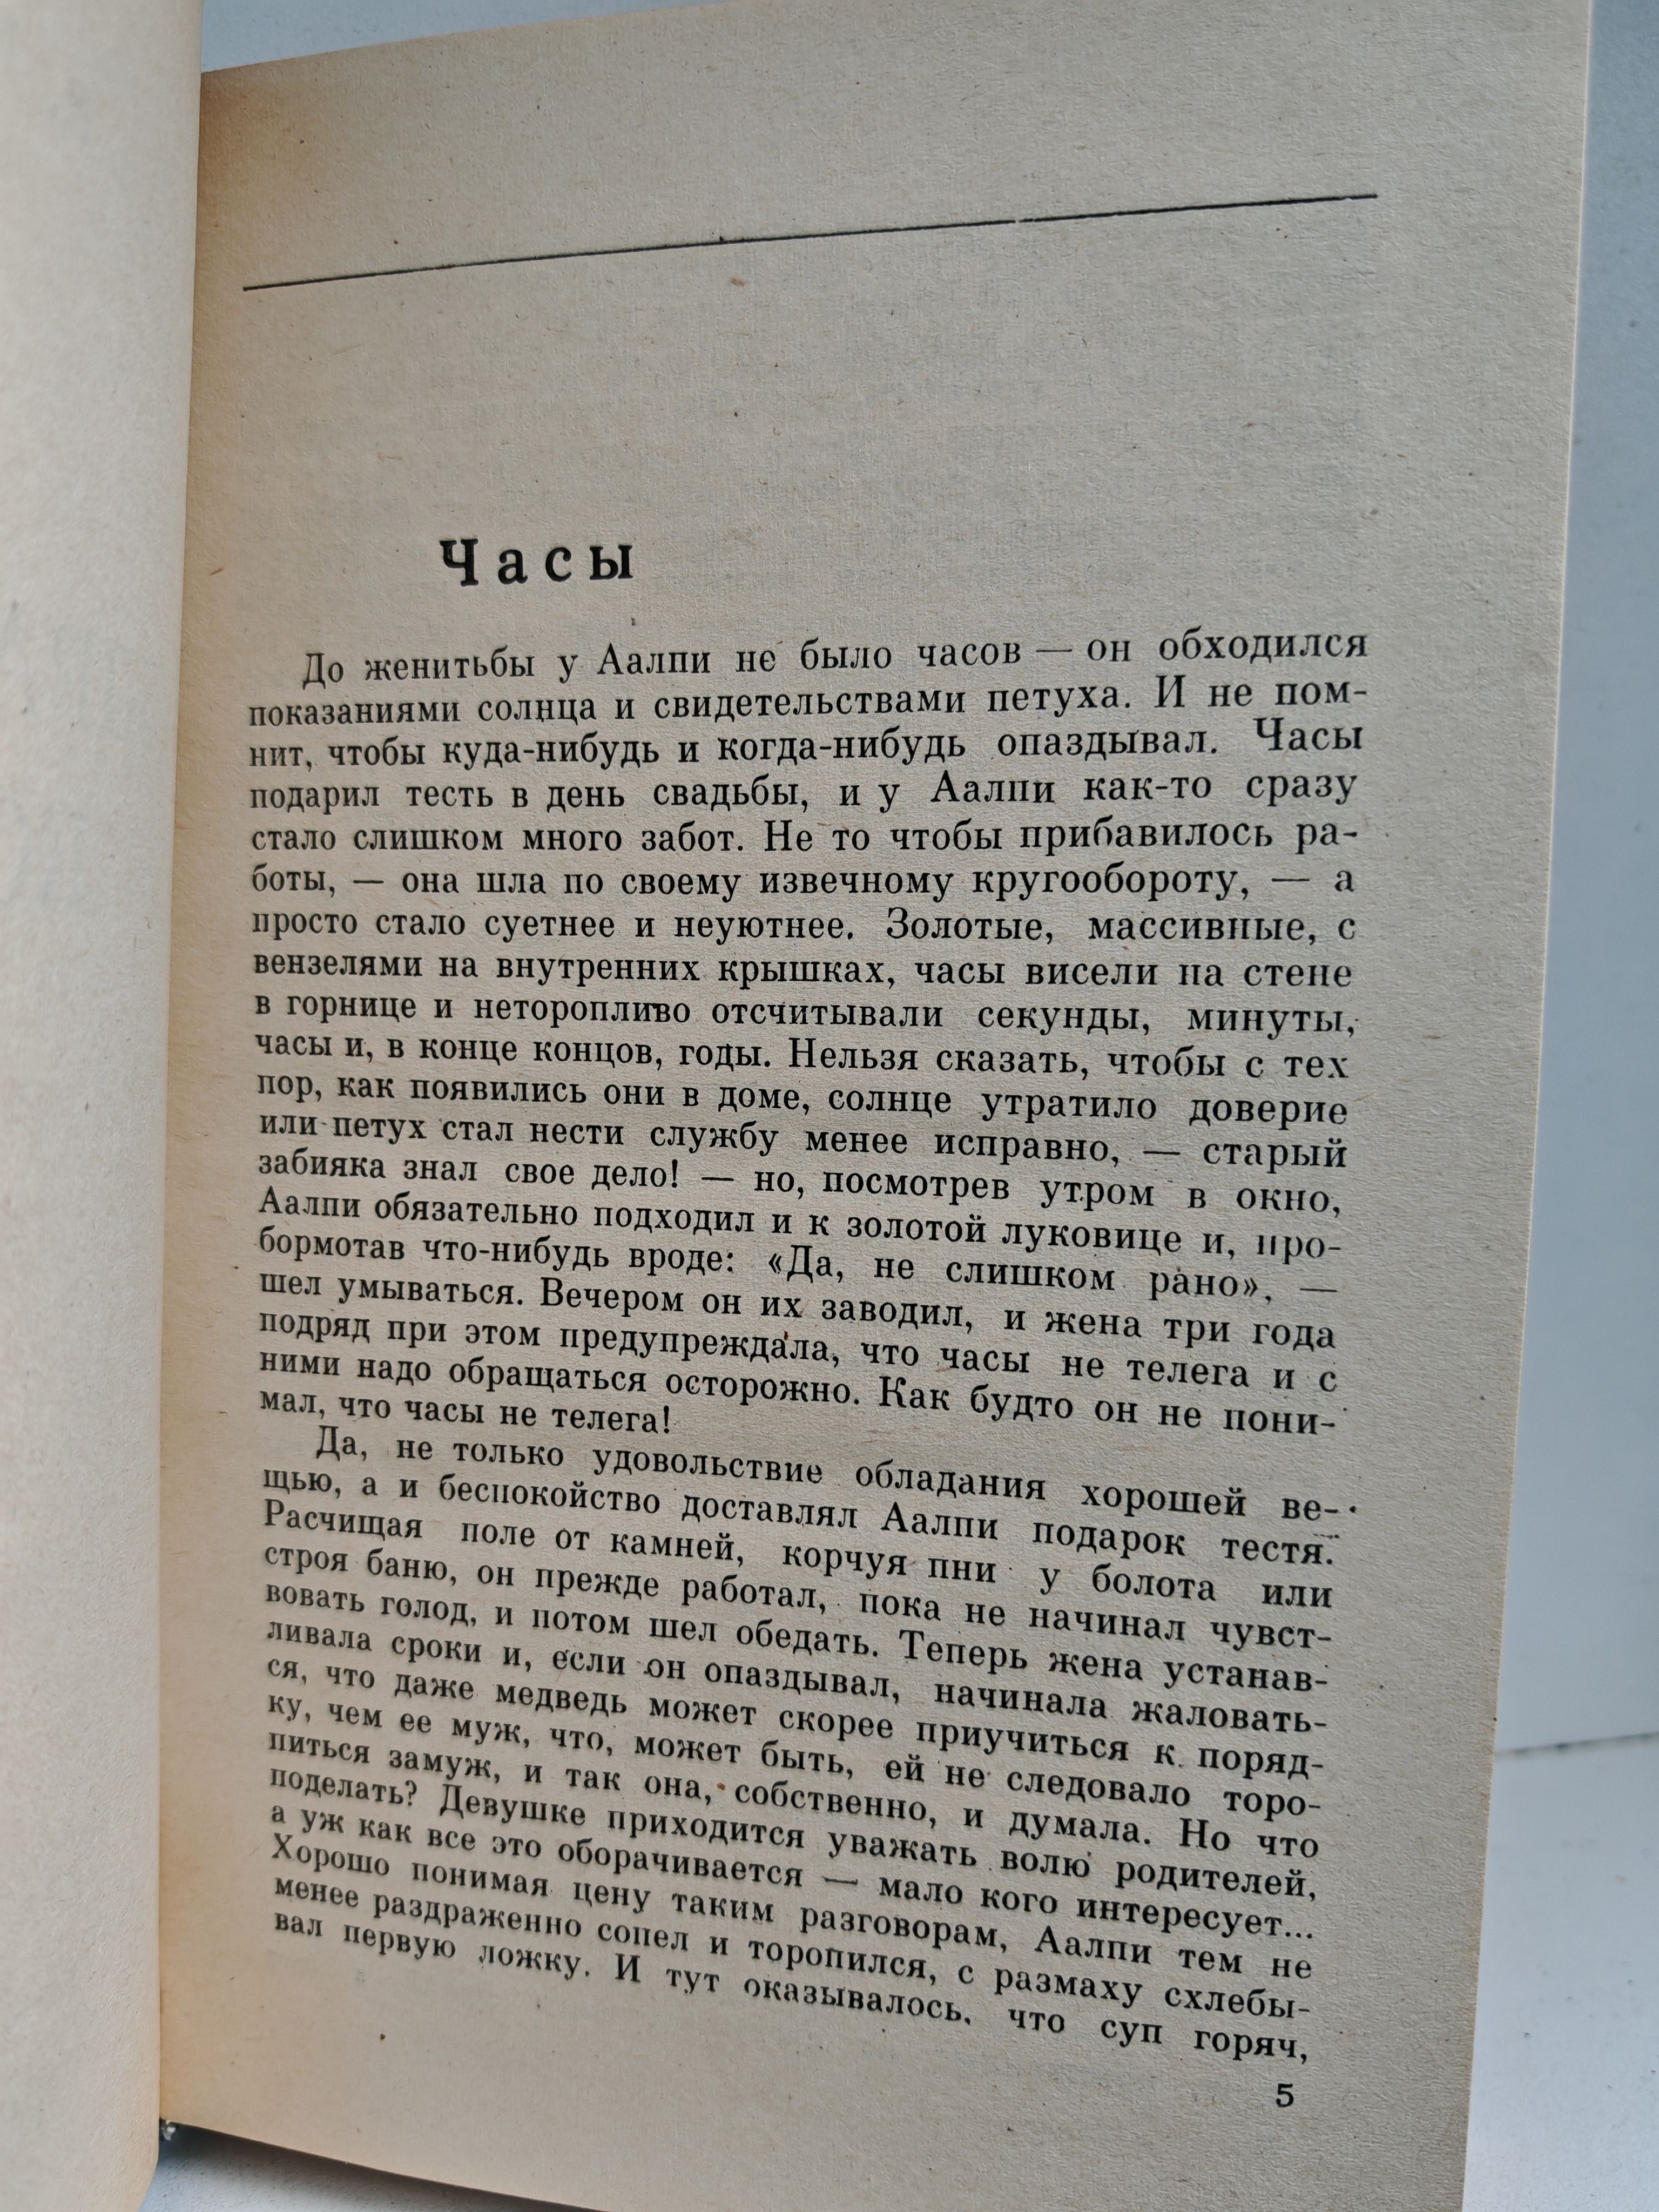 Часы
До женитьбы у Аалпи не было часов — он обходился
показаниями солнца и свидетельствами петуха. И не пом-
нит, чтобы куда-нибудь и когда-нибудь опаздывал. Часы
подарил тесть в день свадьбы, и у Аалпи как-то сразу
стало слишком много забот. Не то чтобы прибавилось ра-
боты, — она шла по своему извечному кругообороту, — а
просто стало суетнее и неуютнее. Золотые, массивные, с
вензелями на внутренних крышках, часы висели на стене
в горнице и неторопливо отсчитывали секунды, минуты,
часы и, в конце концов, годы. Нельзя сказать, чтобы с тех
пор, как появились они в доме, солнце утратило доверие
или петух стал нести службу менее исправно, — старый
забияка знал свое дело! — но, посмотрев утром в окно,
Аалпи обязательно подходил и к золотой луковице и, про-
бормотав что-нибудь вроде: «Да, не слишком рано», —
шел умываться. Вечером он их заводил, и жена три года
подряд при этом предупреждала, что часы не телега и с
ними надо обращаться осторожно. Как будто он не пони-
мал, что часы не телега!
Да, не только удовольствие обладания хорошей ве-
щью, а и беспокойство доставлял Аалпи подарок тестя.
Расчищая поле от камней, корчуя пни у болота или
строя баню, он прежде работал, пока не начинал чувст-
вовать голод, и потом шел обедать. Теперь жена устанав-
ливала сроки и, если он опаздывал, начинала жаловать-
ся, что даже медведь может скорее приучиться к поряд-
ку, чем ее муж, что, может быть, ей не следовало торо-
питься замуж, и так она, собственно, и думала. Но что
поделать? Девушке приходится уважать волю родителей,
а уж как все это оборачивается — мало кого интересует...
Хорошо понимая цену таким разговорам, Аалпи тем не
менее раздраженно сопел и торопился, с размаху схлебы-
вал первую ложку. И тут оказывалось, что суп горяч,
5